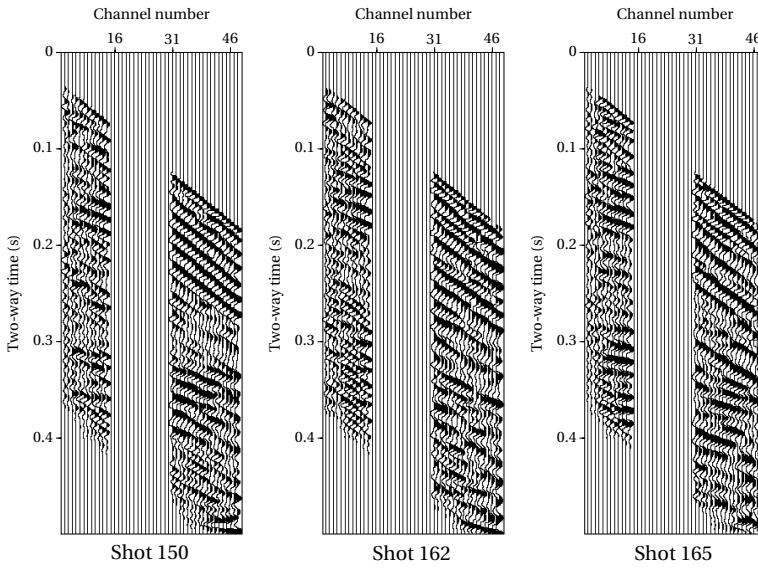 Channel number Channel number Channel number
16 31 46 16 31 46 16 31 46
0 0 0
0.1 0.1 0.1
0.2 0.2 0.2
0.3 0.3 0.3
0.4 0.4 0.4
Two-way time (s) Two-way time (s) Two-way time (s)
Shot 150 Shot 162 Shot 165